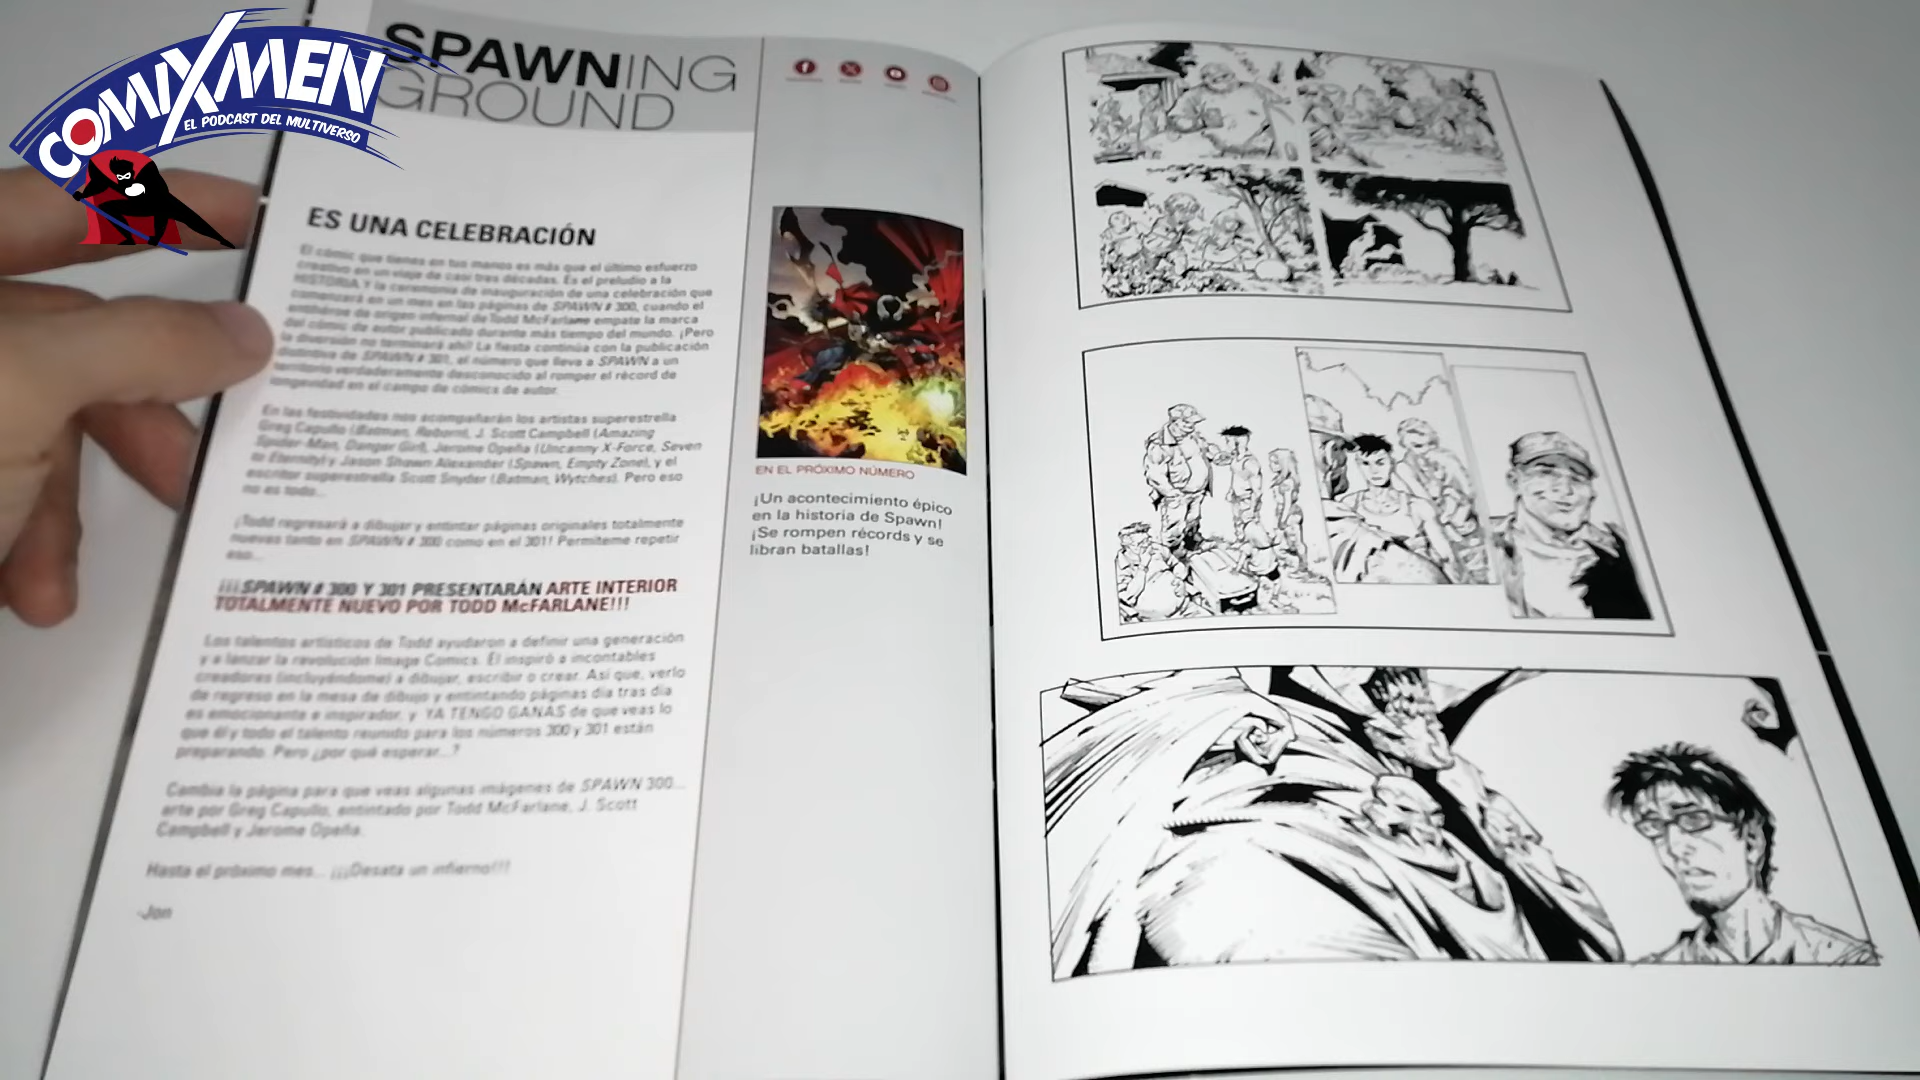 COMIXMEN
EL PODCAST DEL MULTIVERSO
SPAWNING
GROUND
ES UNA CELEBRACIÓN
El cómic que tienes en tus manos es más que el último esfuerzo
creativo en un viaje de casi tres décadas. Es el preludio a la
HISTORIA. Y la ceremonia de inauguración de una celebración que
comenzará en un mes en las páginas de SPAWN # 300, cuando el
antihéroe de origen infernal de Todd McFarlane empate la marca
del cómic de autor publicado durante más tiempo del mundo. ¡Pero
la diversión no terminará ahí! La fiesta continúa con la publicación
distintiva de SPAWN # 301, el número que lleva a SPAWN a un
territorio verdaderamente desconocido al romper el récord de
longevidad en el campo de cómics de autor.
En las festividades nos acompañarán los artistas superestrella
Greg Capullo (Batman, Reborn), J. Scott Campbell (Amazing
Spider-Man, Danger Girl), Jerome Opeña (Uncanny X-Force, Seven
to Eternity) y Jason Shawn Alexander (Spawn, Empty Zone), y el
escritor superestrella Scott Snyder (Batman, Wytches). Pero eso
no es todo...
¡Todd regresará a dibujar y entintar páginas originales totalmente
nuevas tanto en SPAWN # 300 como en el 301! Permíteme repetir
eso...
¡¡¡SPAWN # 300 Y 301 PRESENTARÁN ARTE INTERIOR
TOTALMENTE NUEVO POR TODD McFARLANE!!!
Los talentos artísticos de Todd ayudaron a definir una generación
y a lanzar la revolución Image Comics. Él inspiró a incontables
creadores (incluyéndome) a dibujar, escribir o crear. Así que, verlo
de regreso en la mesa de dibujo y entintando páginas día tras día
es emocionante e inspirador, y YA TENGO GANAS de que veas lo
que él y todo el talento reunido para los números 300 y 301 están
preparando. Pero ¿por qué esperar...?
Cambia la página para que veas algunas imágenes de SPAWN 300...
arte por Greg Capullo, entintado por Todd McFarlane, J. Scott
Campbell y Jerome Opeña.
Hasta el próximo mes... ¡¡¡Desata un infierno!!!
-Jon
EN EL PRÓXIMO NÚMERO
¡Un acontecimiento épico
en la historia de Spawn!
¡Se rompen récords y se
libran batallas!